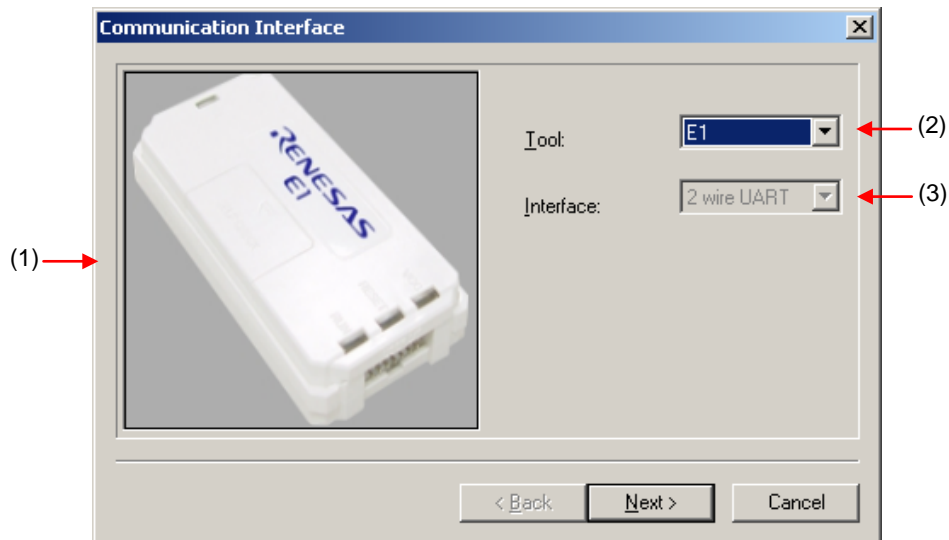 Communication Interface
RENESAS
E1
Tool:
E1
(2)
Interface:
2 wire UART
(3)
(1)
< Back
Next >
Cancel